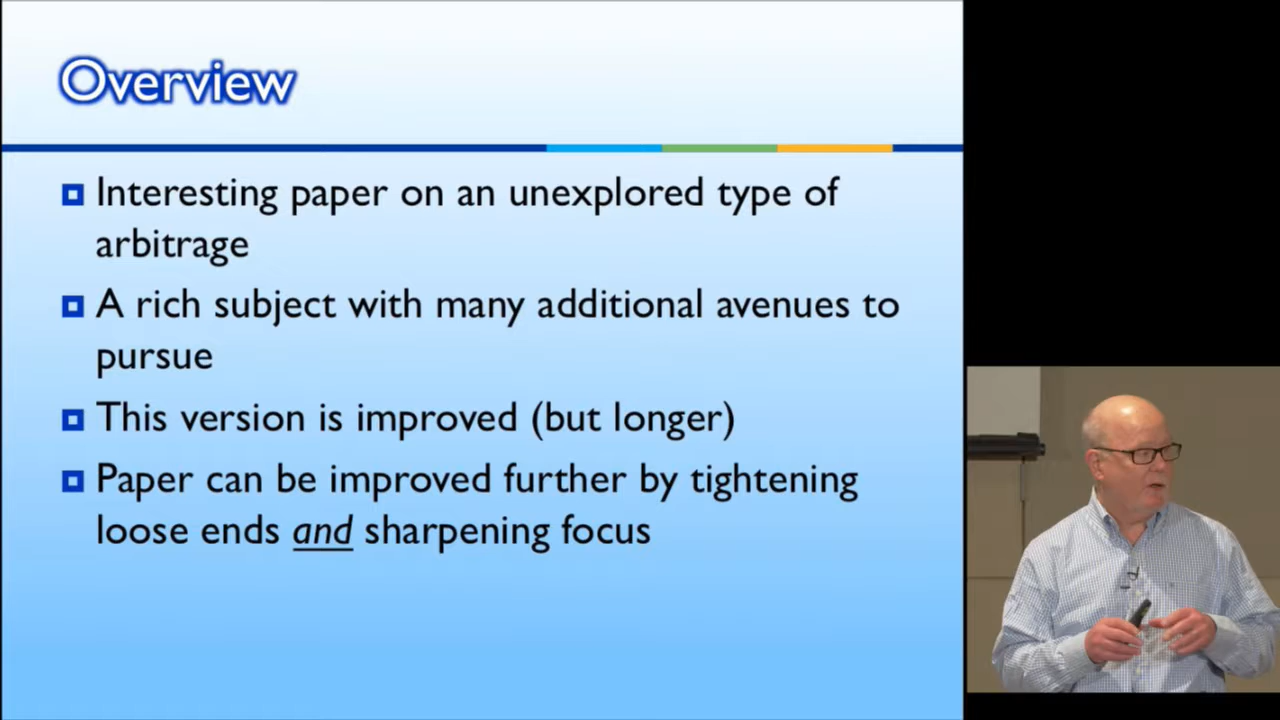 Overview
Interesting paper on an unexplored type of
arbitrage
A rich subject with many additional avenues to
pursue
This version is improved (but longer)
Paper can be improved further by tightening
loose ends and sharpening focus